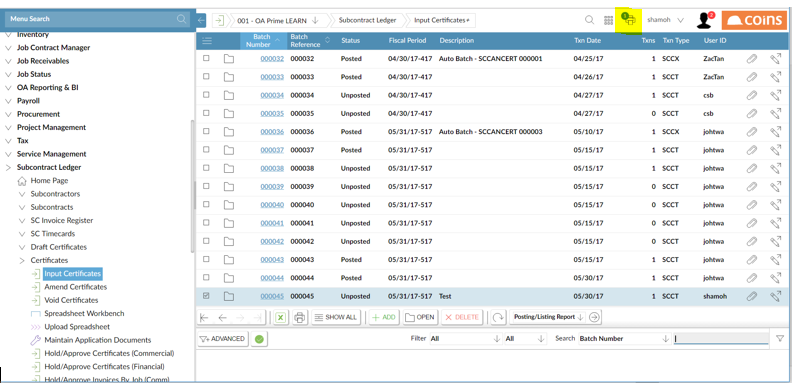 Menu Search
001 - OA Prime LEARN
Subcontract Ledger
Input Certificates
1
shamoh
2
coins
Inventory
Job Contract Manager
Job Receivables
Job Status
OA Reporting & BI
Payroll
Procurement
Project Management
Tax
Service Management
Subcontract Ledger
Home Page
Subcontractors
Subcontracts
SC Invoice Register
SC Timecards
Draft Certificates
Certificates
Input Certificates
Amend Certificates
Void Certificates
Spreadsheet Workbench
Upload Spreadsheet
Maintain Application Documents
Hold/Approve Certificates (Commercial)
Hold/Approve Certificates (Financial)
Hold/Approve Invoices By Job (Comm)
Batch Number Batch Reference Status Fiscal Period Description Txn Date Txns Txn Type User ID
000032 000032 Posted 04/30/17-417 Auto Batch - SCCANCERT 000001 04/25/17 1 SCCX ZacTan
000033 000033 Posted 04/30/17-417 04/26/17 1 SCCT ZacTan
000034 000034 Unposted 04/30/17-417 04/27/17 1 SCCT csb
000035 000035 Unposted 04/30/17-417 04/27/17 0 SCCT csb
000036 000036 Posted 05/31/17-517 Auto Batch - SCCANCERT 000003 05/10/17 1 SCCX johtwa
000037 000037 Posted 05/31/17-517 05/15/17 1 SCCT johtwa
000038 000038 Unposted 05/31/17-517 05/15/17 1 SCCT johtwa
000039 000039 Unposted 05/31/17-517 05/15/17 0 SCCT johtwa
000040 000040 Unposted 05/31/17-517 05/15/17 0 SCCT johtwa
000041 000041 Unposted 05/31/17-517 05/15/17 0 SCCT johtwa
000042 000042 Unposted 05/31/17-517 05/15/17 0 SCCT johtwa
000043 000043 Posted 05/31/17-517 05/15/17 1 SCCT johtwa
000044 000044 Posted 05/31/17-517 05/30/17 1 SCCT johtwa
000045 000045 Unposted 05/31/17-517 Test 05/30/17 1 SCCT shamoh
SHOW ALL
ADD
OPEN
DELETE
Posting/Listing Report
ADVANCED
Filter All All Search Batch Number